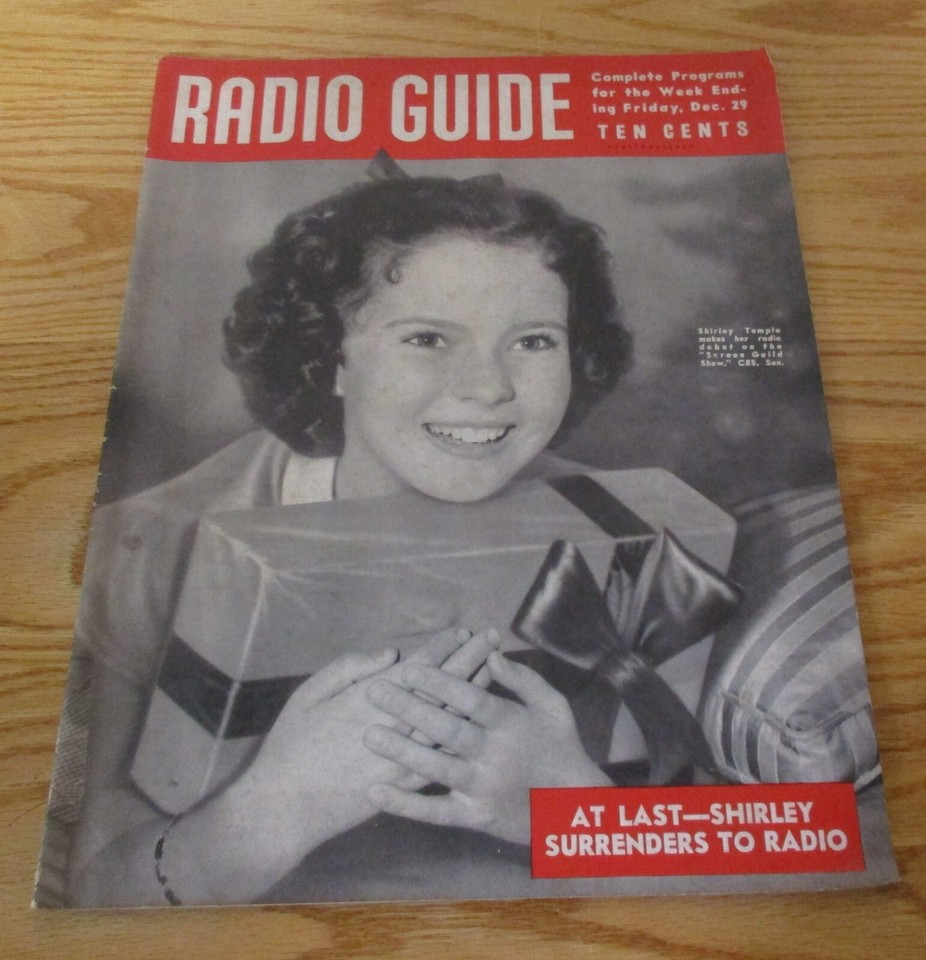 RADIO GUIDE
Complete Programs
for the Week End-
ing Friday, Dec. 29
TEN CENTS
Shirley Temple
makes her radio
debut on the
"Screen Guild
Show," CBS, Sun.
AT LAST—SHIRLEY
SURRENDERS TO RADIO